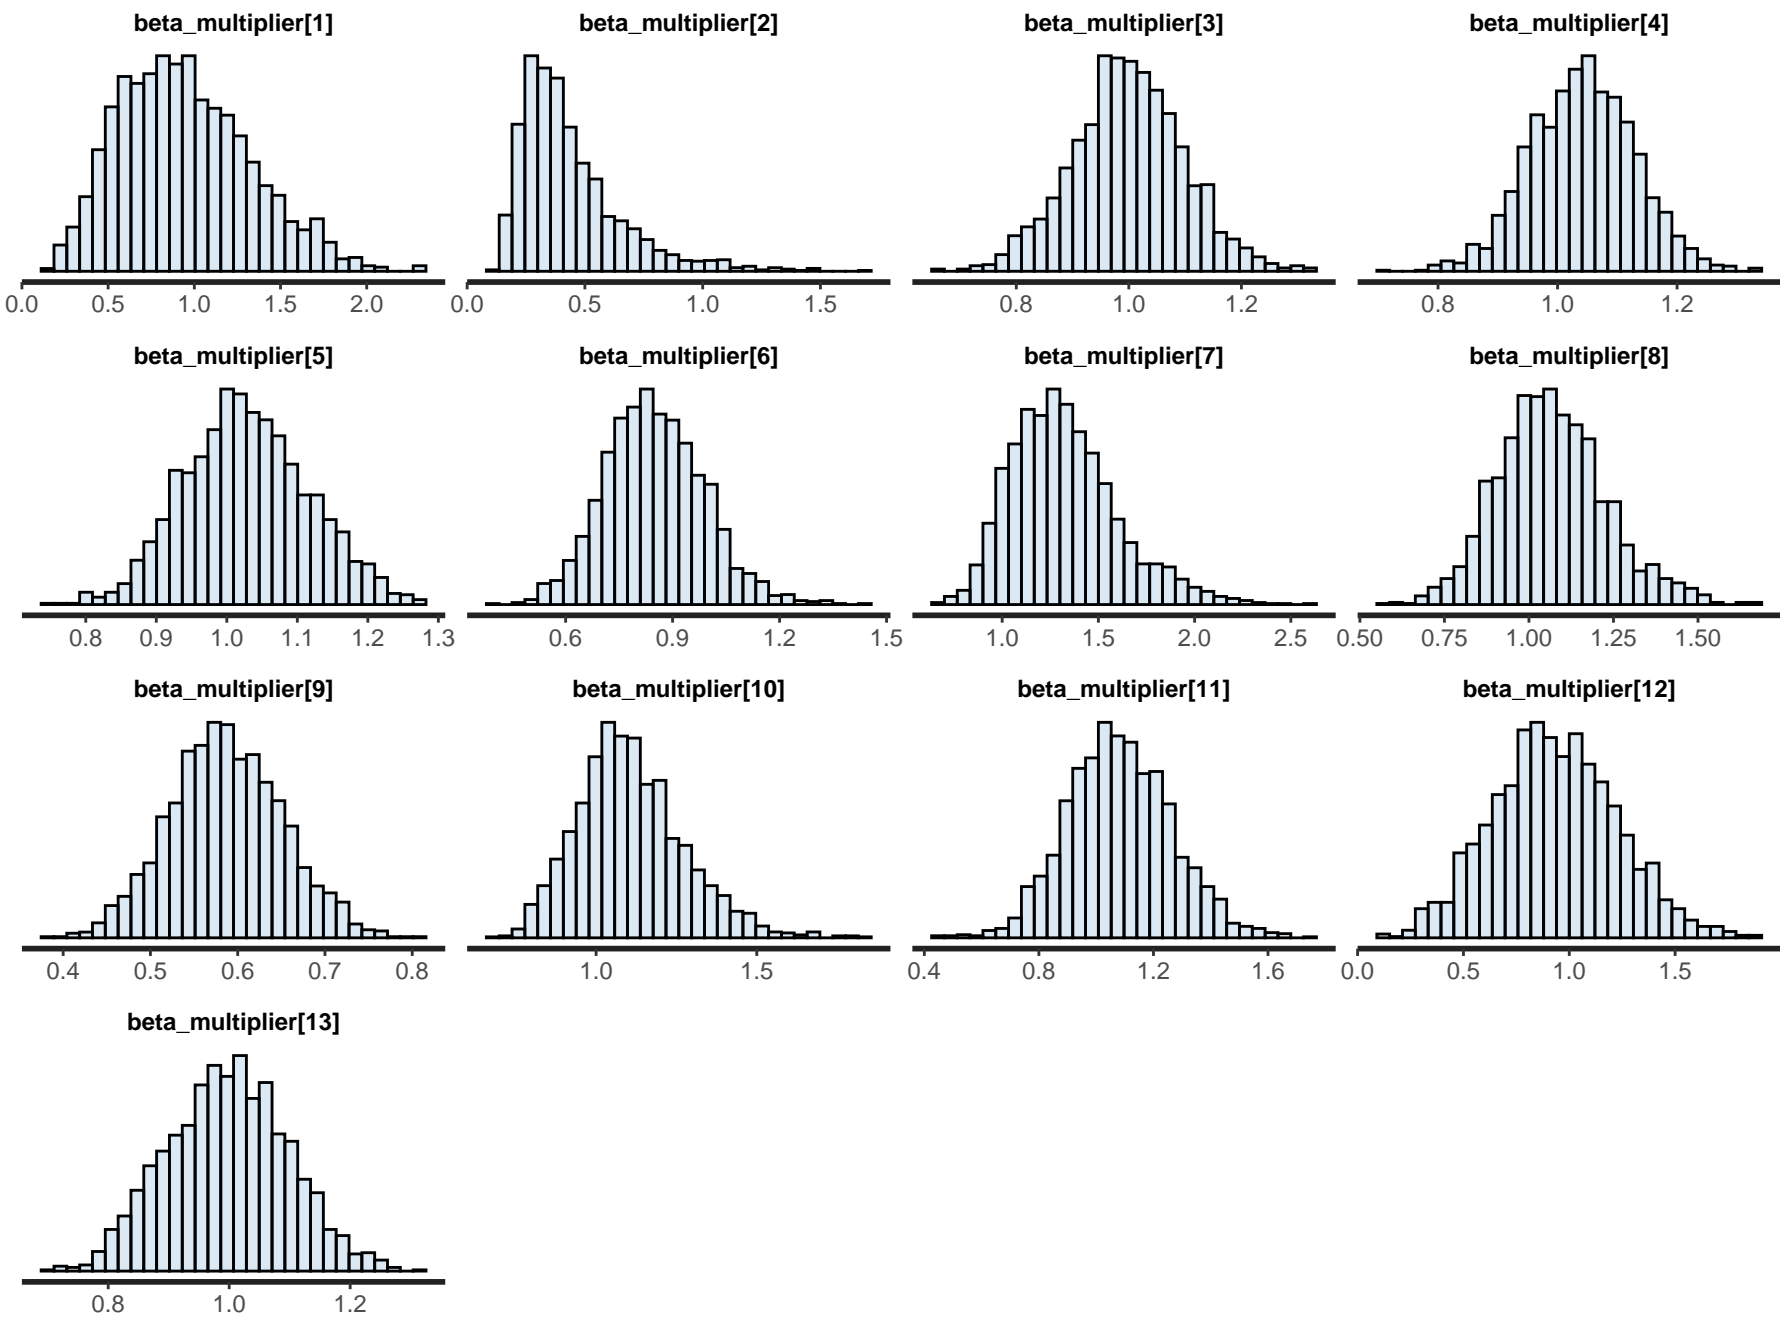 beta_multiplier[1] beta_multiplier[2] beta_multiplier[3] beta_multiplier[4]
0.0 0.5 1.0 1.5 2.0 0.0 0.5 1.0 1.5 0.8 1.0 1.2 0.8 1.0 1.2
beta_multiplier[5] beta_multiplier[6] beta_multiplier[7] beta_multiplier[8]
0.8 0.9 1.0 1.1 1.2 1.3 0.6 0.9 1.2 1.5 1.0 1.5 2.0 2.5 0.50 0.75 1.00 1.25 1.50
beta_multiplier[9] beta_multiplier[10] beta_multiplier[11] beta_multiplier[12]
0.4 0.5 0.6 0.7 0.8 1.0 1.5 0.4 0.8 1.2 1.6 0.0 0.5 1.0 1.5
beta_multiplier[13]
0.8 1.0 1.2